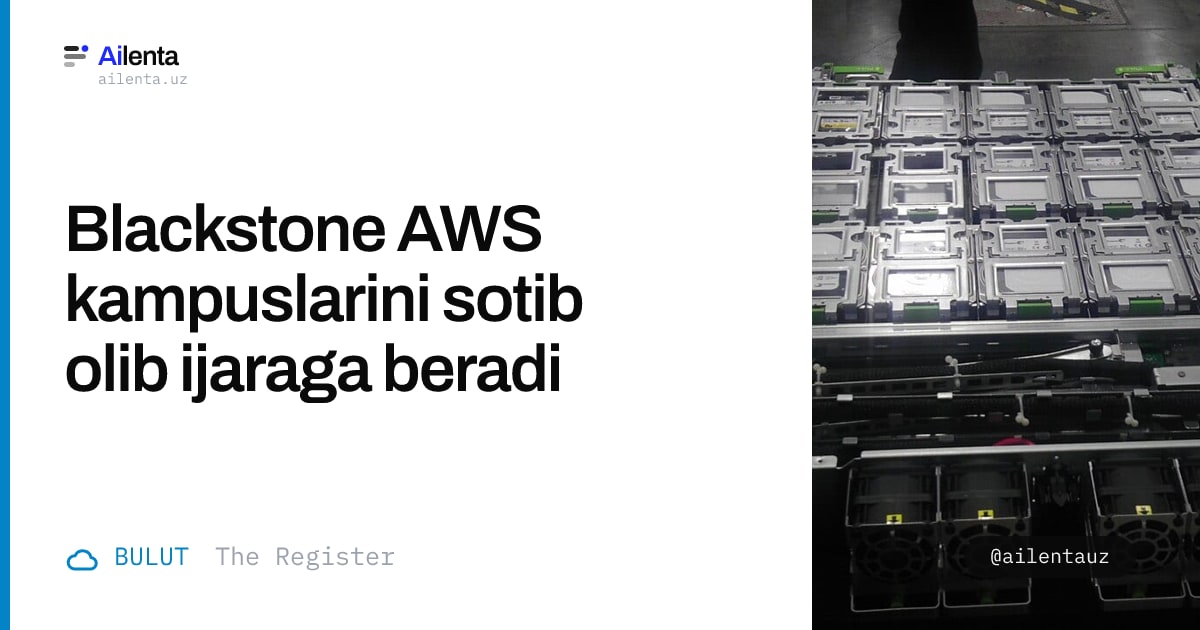 Ailenta
ailenta.uz
Blackstone AWS
kampuslarini sotib
olib ijaraga beradi
BULUT The Register
@ailentauz